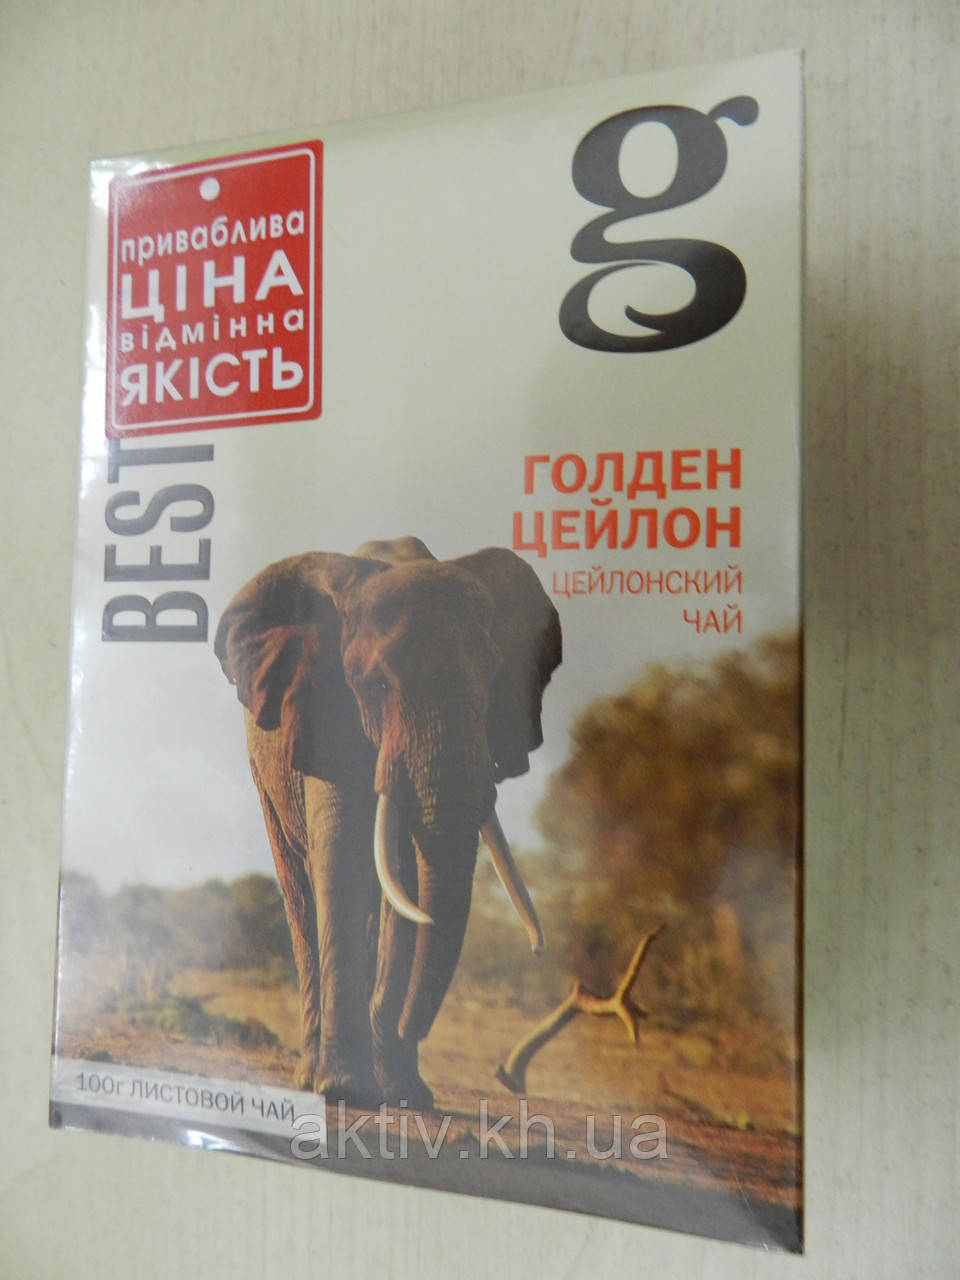 приваблива
ЦІНА
відмінна
ЯКІСТЬ
g
BEST
ГОЛДЕН
ЦЕЙЛОН
ЦЕЙЛОНСКИЙ
ЧАЙ
100г ЛИСТОВОЙ ЧАЙ
aktiv.kh.ua